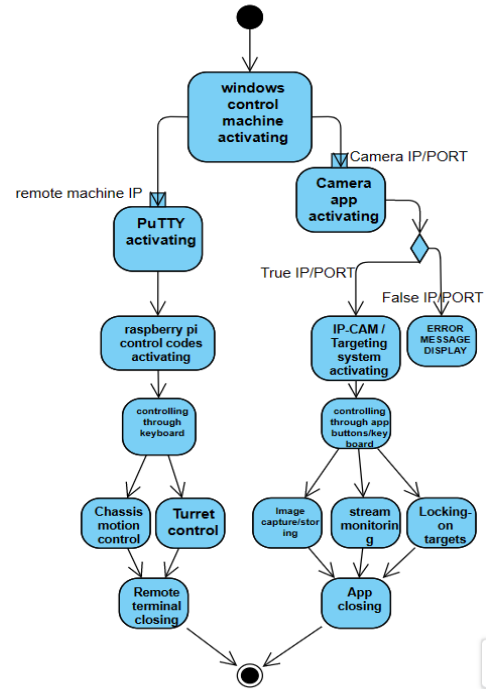 windows
control
machine
activating
Camera IP/PORT
remote machine IP
Camera
app
activating
PuTTY
activating
True IP/PORT
False IP/PORT
raspberry pi
control codes
activating
IP-CAM /
Targeting
system
activating
ERROR
MESSAGE
DISPLAY
controlling
through
keyboard
controlling
through app
buttons/key
board
Chassis
motion
control
Turret
control
Image
capture/stor
ing
stream
monitorin
g
Locking-
on
targets
Remote
terminal
closing
App
closing